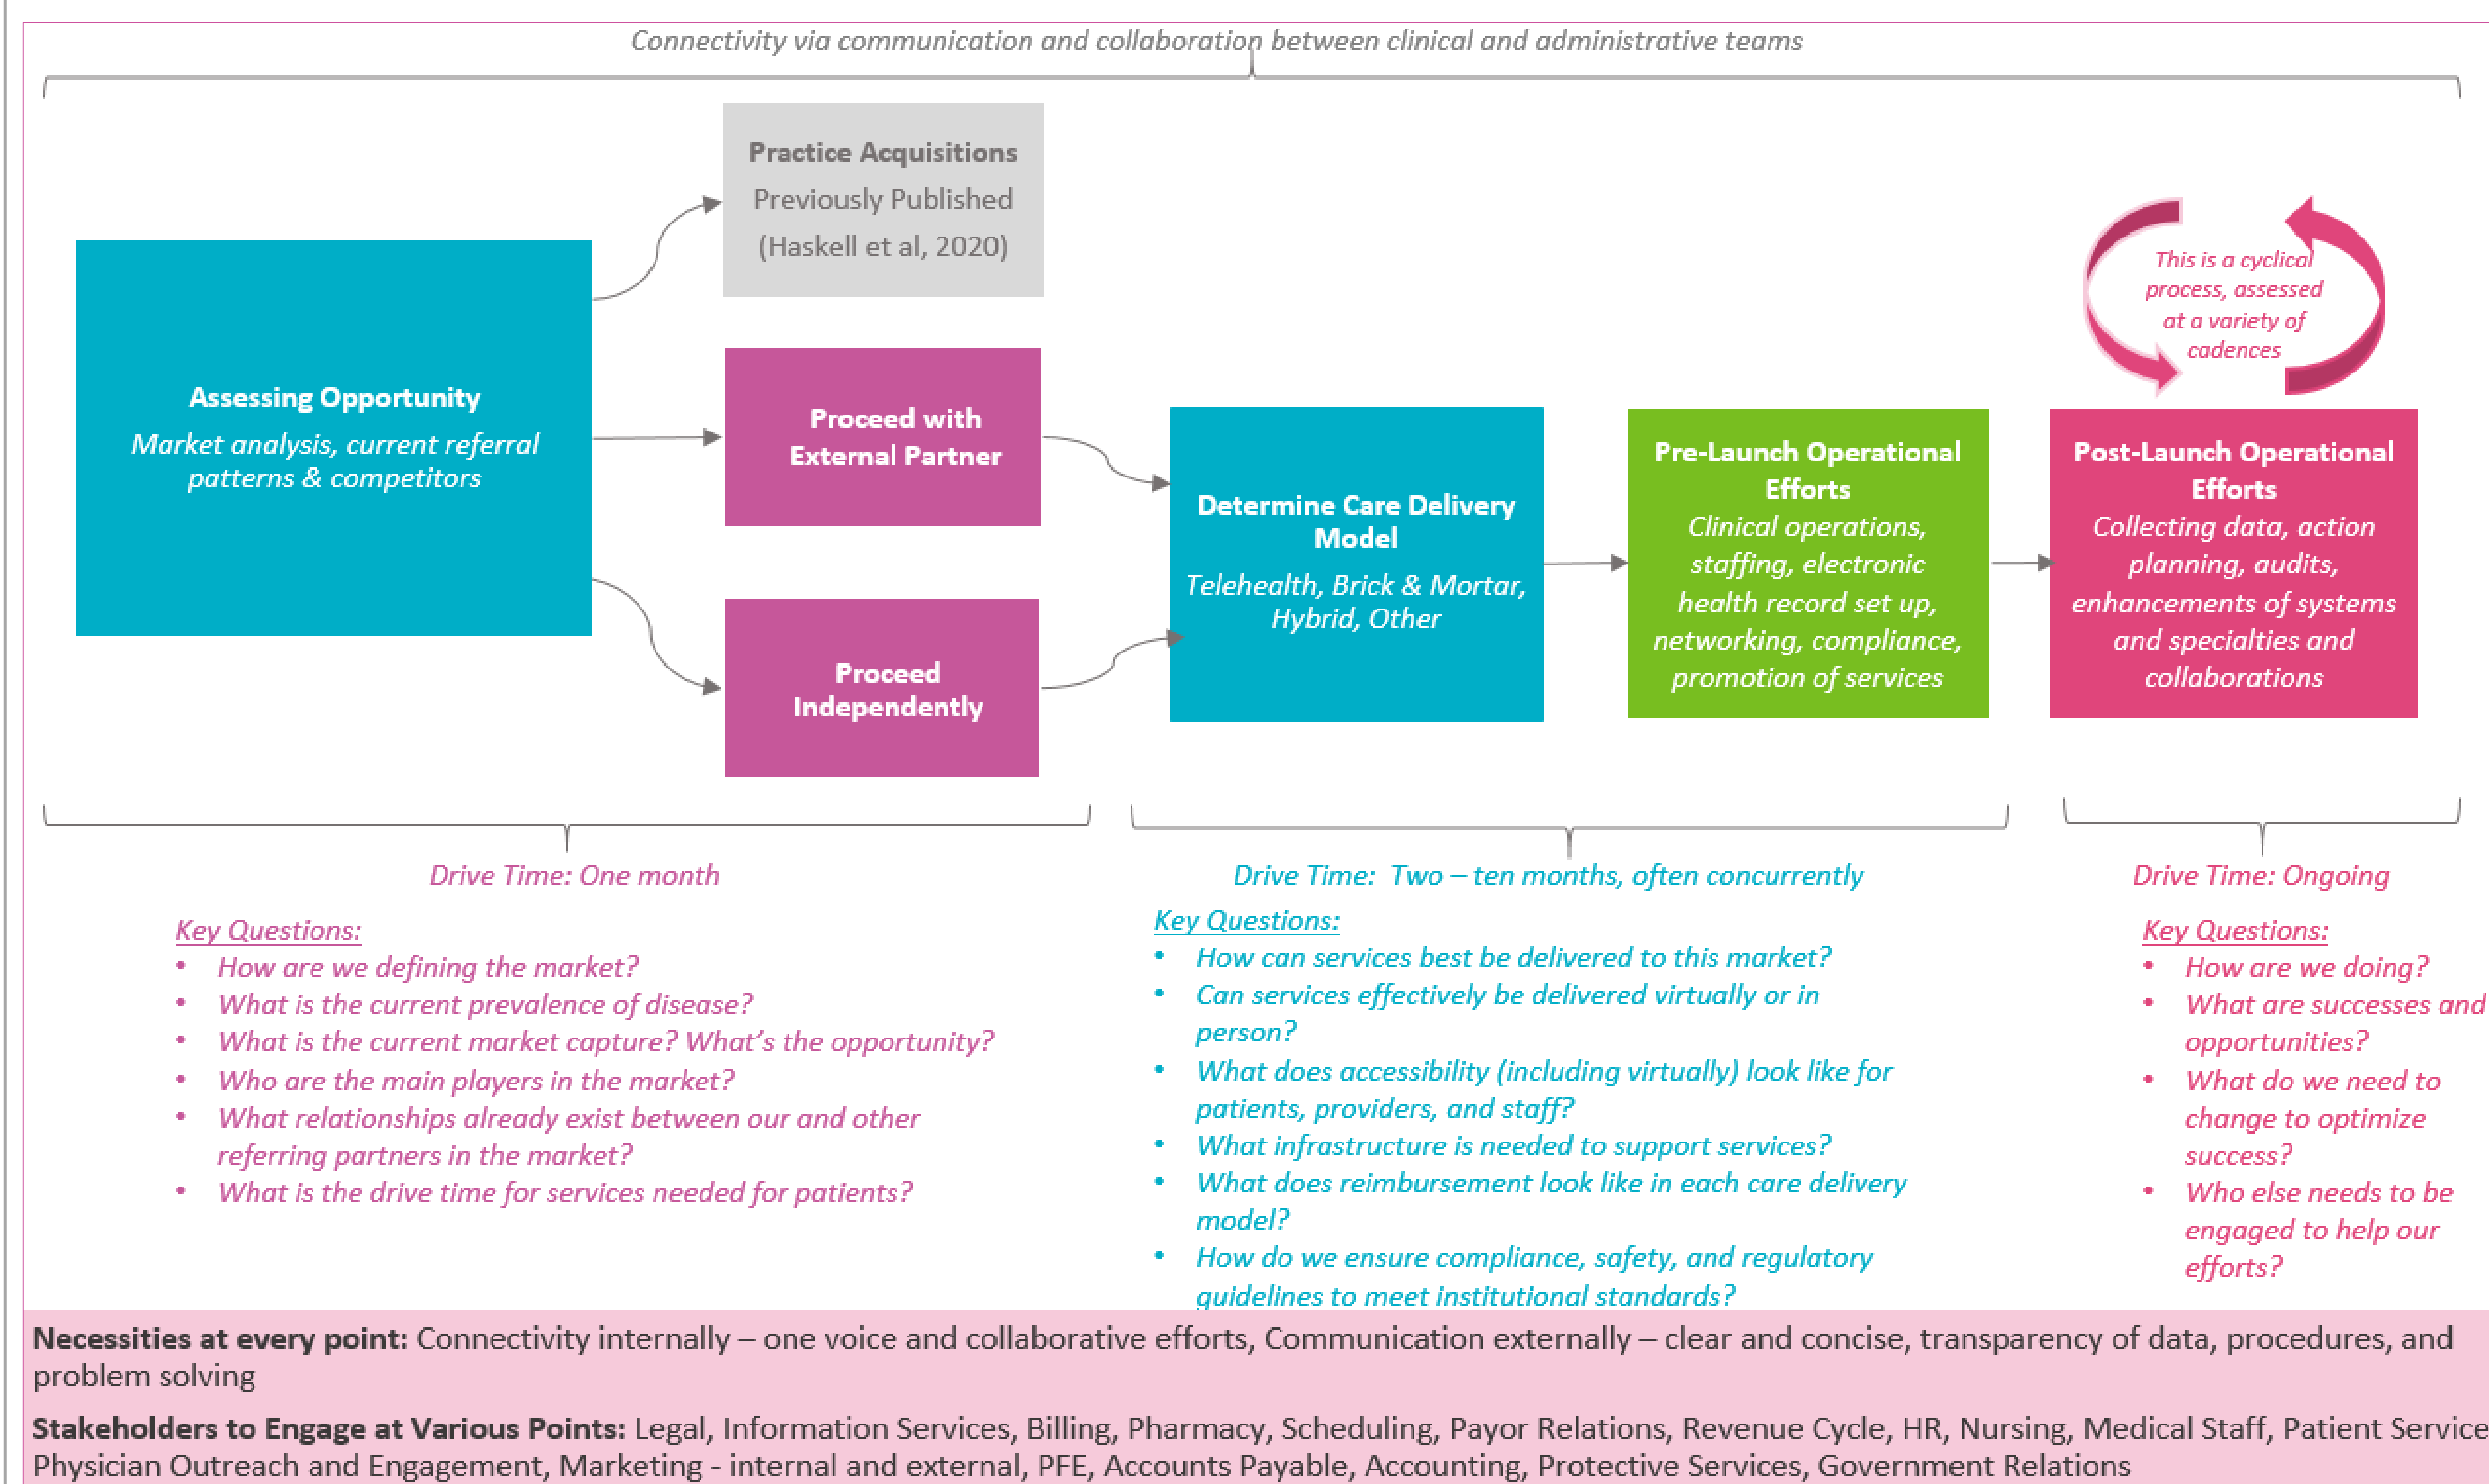 Connectivity via communication and collaboration between clinical and administrative teams
Practice Acquisitions
Previously Published
(Haskell et al, 2020)
Assessing Opportunity
Market analysis, current referral
patterns & competitors
Proceed with
External Partner
Proceed
Independently
Determine Care Delivery
Model
Telehealth, Brick & Mortar,
Hybrid, Other
Pre-Launch Operational
Efforts
Clinical operations,
staffing, electronic
health record set up,
networking, compliance,
promotion of services
This is a cyclical
process, assessed
at a variety of
cadences
Post-Launch Operational
Efforts
Collecting data, action
planning, audits,
enhancements of systems
and specialties and
collaborations
Drive Time: One month
Key Questions:
• How are we defining the market?
• What is the current prevalence of disease?
• What is the current market capture? What's the opportunity?
• Who are the main players in the market?
• What relationships already exist between our and other
referring partners in the market?
• What is the drive time for services needed for patients?
Drive Time: Two – ten months, often concurrently
Key Questions:
• How can services best be delivered to this market?
• Can services effectively be delivered virtually or in
person?
• What does accessibility (including virtually) look like for
patients, providers, and staff?
• What infrastructure is needed to support services?
• What does reimbursement look like in each care delivery
model?
• How do we ensure compliance, safety, and regulatory
guidelines to meet institutional standards?
Drive Time: Ongoing
Key Questions:
• How are we doing?
• What are successes and
opportunities?
• What do we need to
change to optimize
success?
• Who else needs to be
engaged to help our
efforts?
Necessities at every point: Connectivity internally – one voice and collaborative efforts, Communication externally – clear and concise, transparency of data, procedures, and
problem solving
Stakeholders to Engage at Various Points: Legal, Information Services, Billing, Pharmacy, Scheduling, Payor Relations, Revenue Cycle, HR, Nursing, Medical Staff, Patient Service
Physician Outreach and Engagement, Marketing - internal and external, PFE, Accounts Payable, Accounting, Protective Services, Government Relations